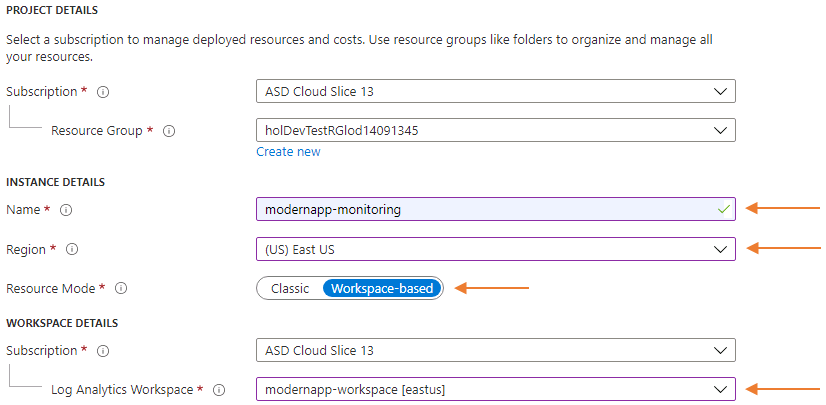 PROJECT DETAILS
Select a subscription to manage deployed resources and costs. Use resource groups like folders to organize and manage all
your resources.
Subscription * ASD Cloud Slice 13
Resource Group * holDevTestRGlod14091345
Create new
INSTANCE DETAILS
Name * modernapp-monitoring
Region * (US) East US
Resource Mode * Classic Workspace-based
WORKSPACE DETAILS
Subscription * ASD Cloud Slice 13
Log Analytics Workspace * modernapp-workspace [eastus]